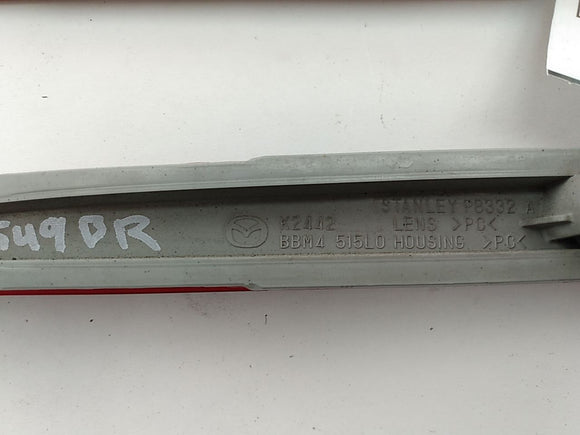 STANLEY P8332 A
K2442 LENS >PC<
BBM4 515L0 HOUSING >PC<
549DR